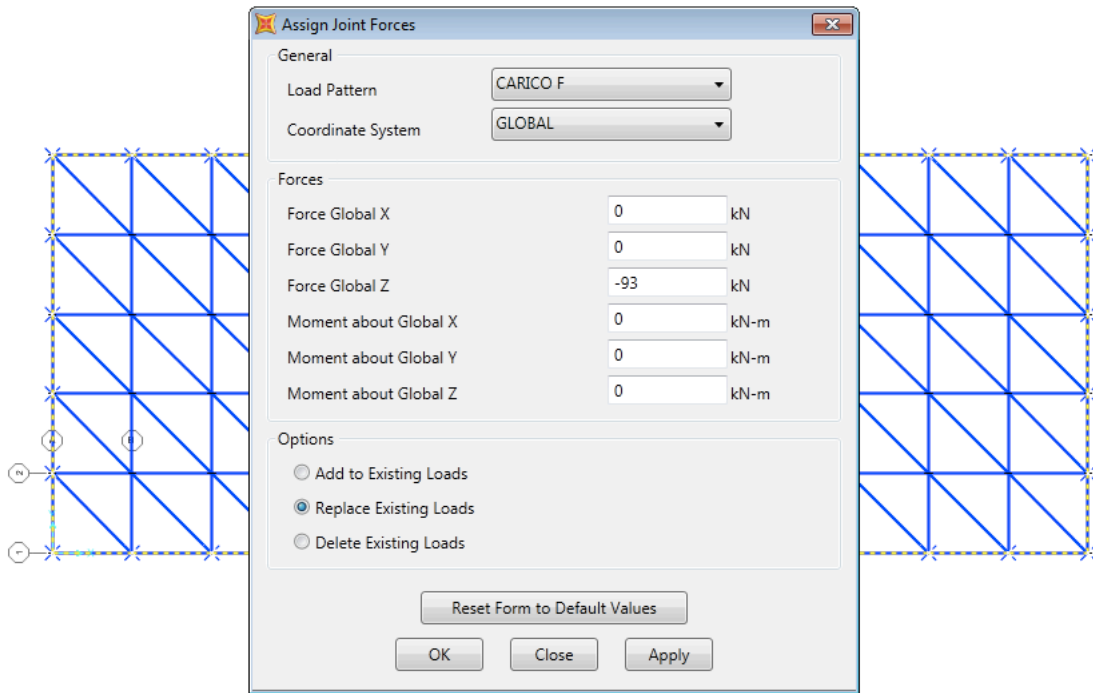 Assign Joint Forces
General
Load Pattern CARICO F
Coordinate System GLOBAL
Forces
Force Global X 0 kN
Force Global Y 0 kN
Force Global Z -93 kN
Moment about Global X 0 kN-m
Moment about Global Y 0 kN-m
Moment about Global Z 0 kN-m
Options
B
2
Add to Existing Loads
Replace Existing Loads
1
Delete Existing Loads
Reset Form to Default Values
OK Close Apply